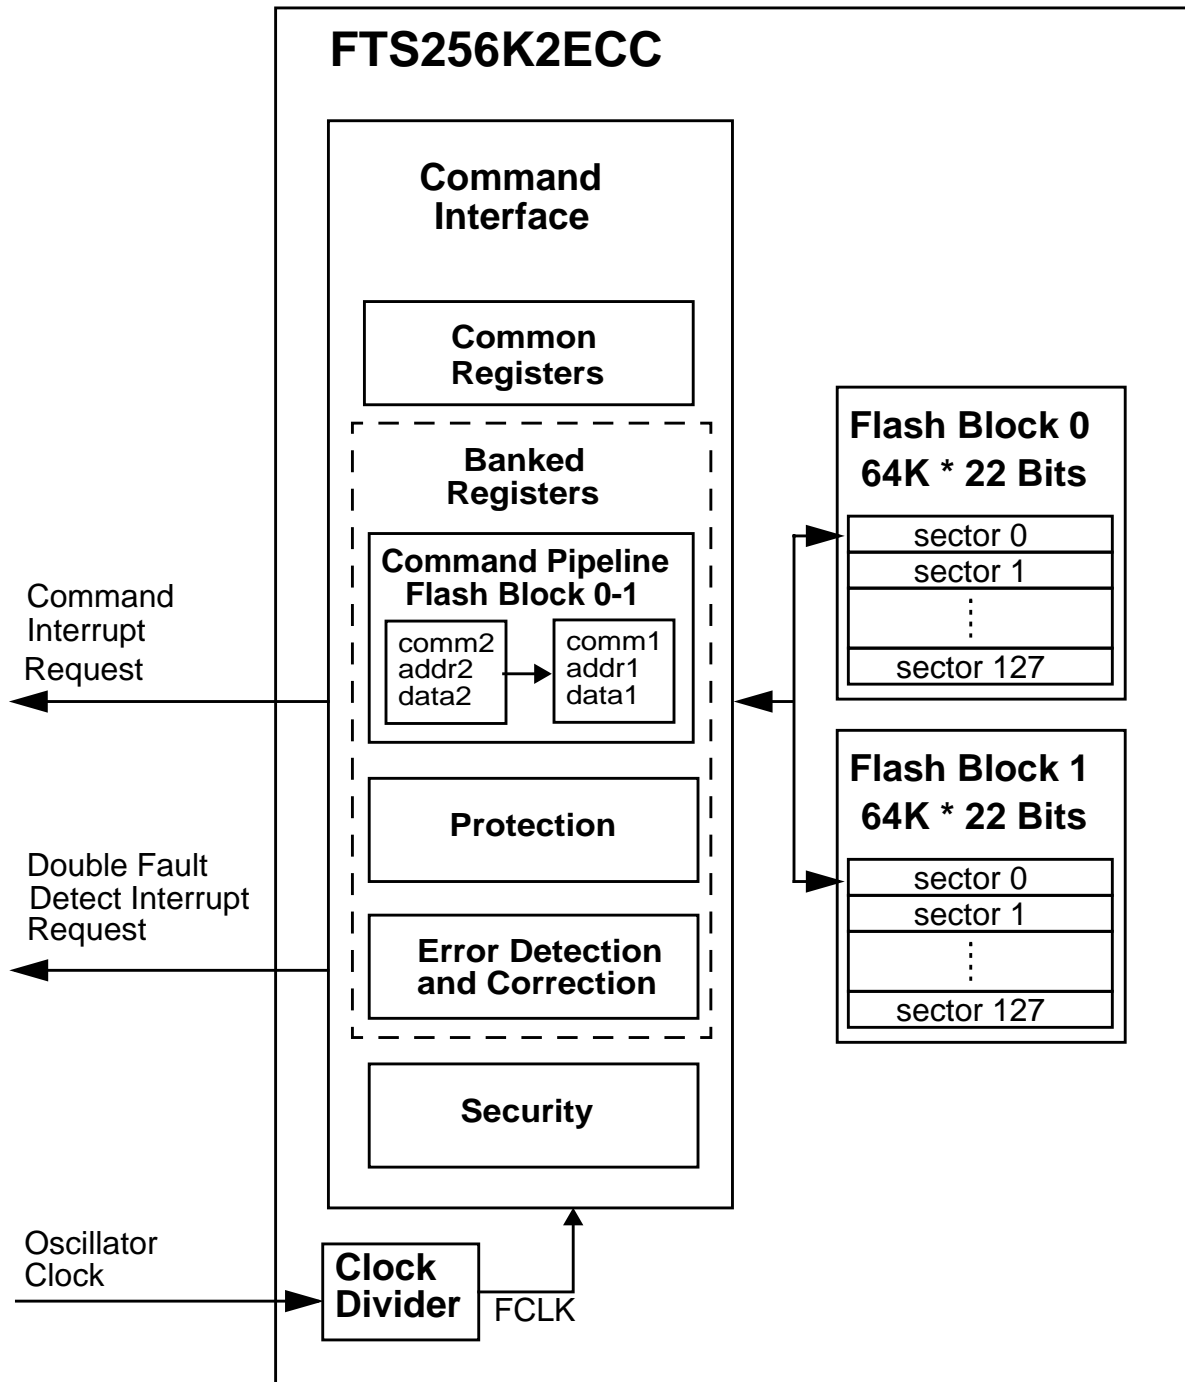 FTS256K2ECC
Command
Interface
Common
Registers
Banked
Registers
Command Pipeline
Flash Block 0-1
comm2
addr2
data2
comm1
addr1
data1
Protection
Error Detection
and Correction
Security
Command
Interrupt
Request
Double Fault
Detect Interrupt
Request
Oscillator
Clock
Clock
Divider
FCLK
Flash Block 0
64K * 22 Bits
sector 0
sector 1
sector 127
Flash Block 1
64K * 22 Bits
sector 0
sector 1
sector 127